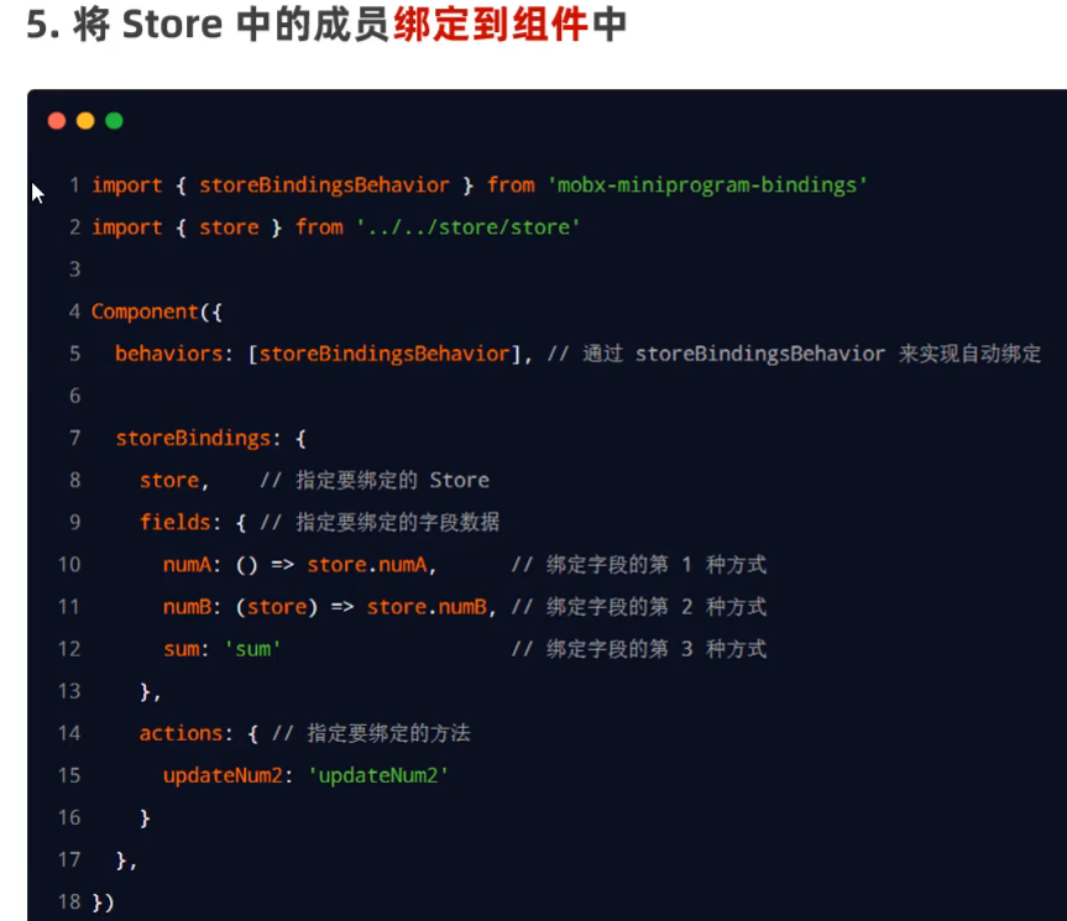 5. 将 Store 中的成员绑定到组件中
1 import { storeBindingsBehavior } from 'mobx-miniprogram-bindings'
2 import { store } from '../../store/store'
3
4 Component({
5   behaviors: [storeBindingsBehavior], // 通过 storeBindingsBehavior 来实现自动绑定
6
7   storeBindings: {
8     store,    // 指定要绑定的 Store
9     fields: { // 指定要绑定的字段数据
10       numA: () => store.numA,      // 绑定字段的第 1 种方式
11       numB: (store) => store.numB, // 绑定字段的第 2 种方式
12       sum: 'sum'                   // 绑定字段的第 3 种方式
13     },
14     actions: { // 指定要绑定的方法
15       updateNum2: 'updateNum2'
16     }
17   },
18 })